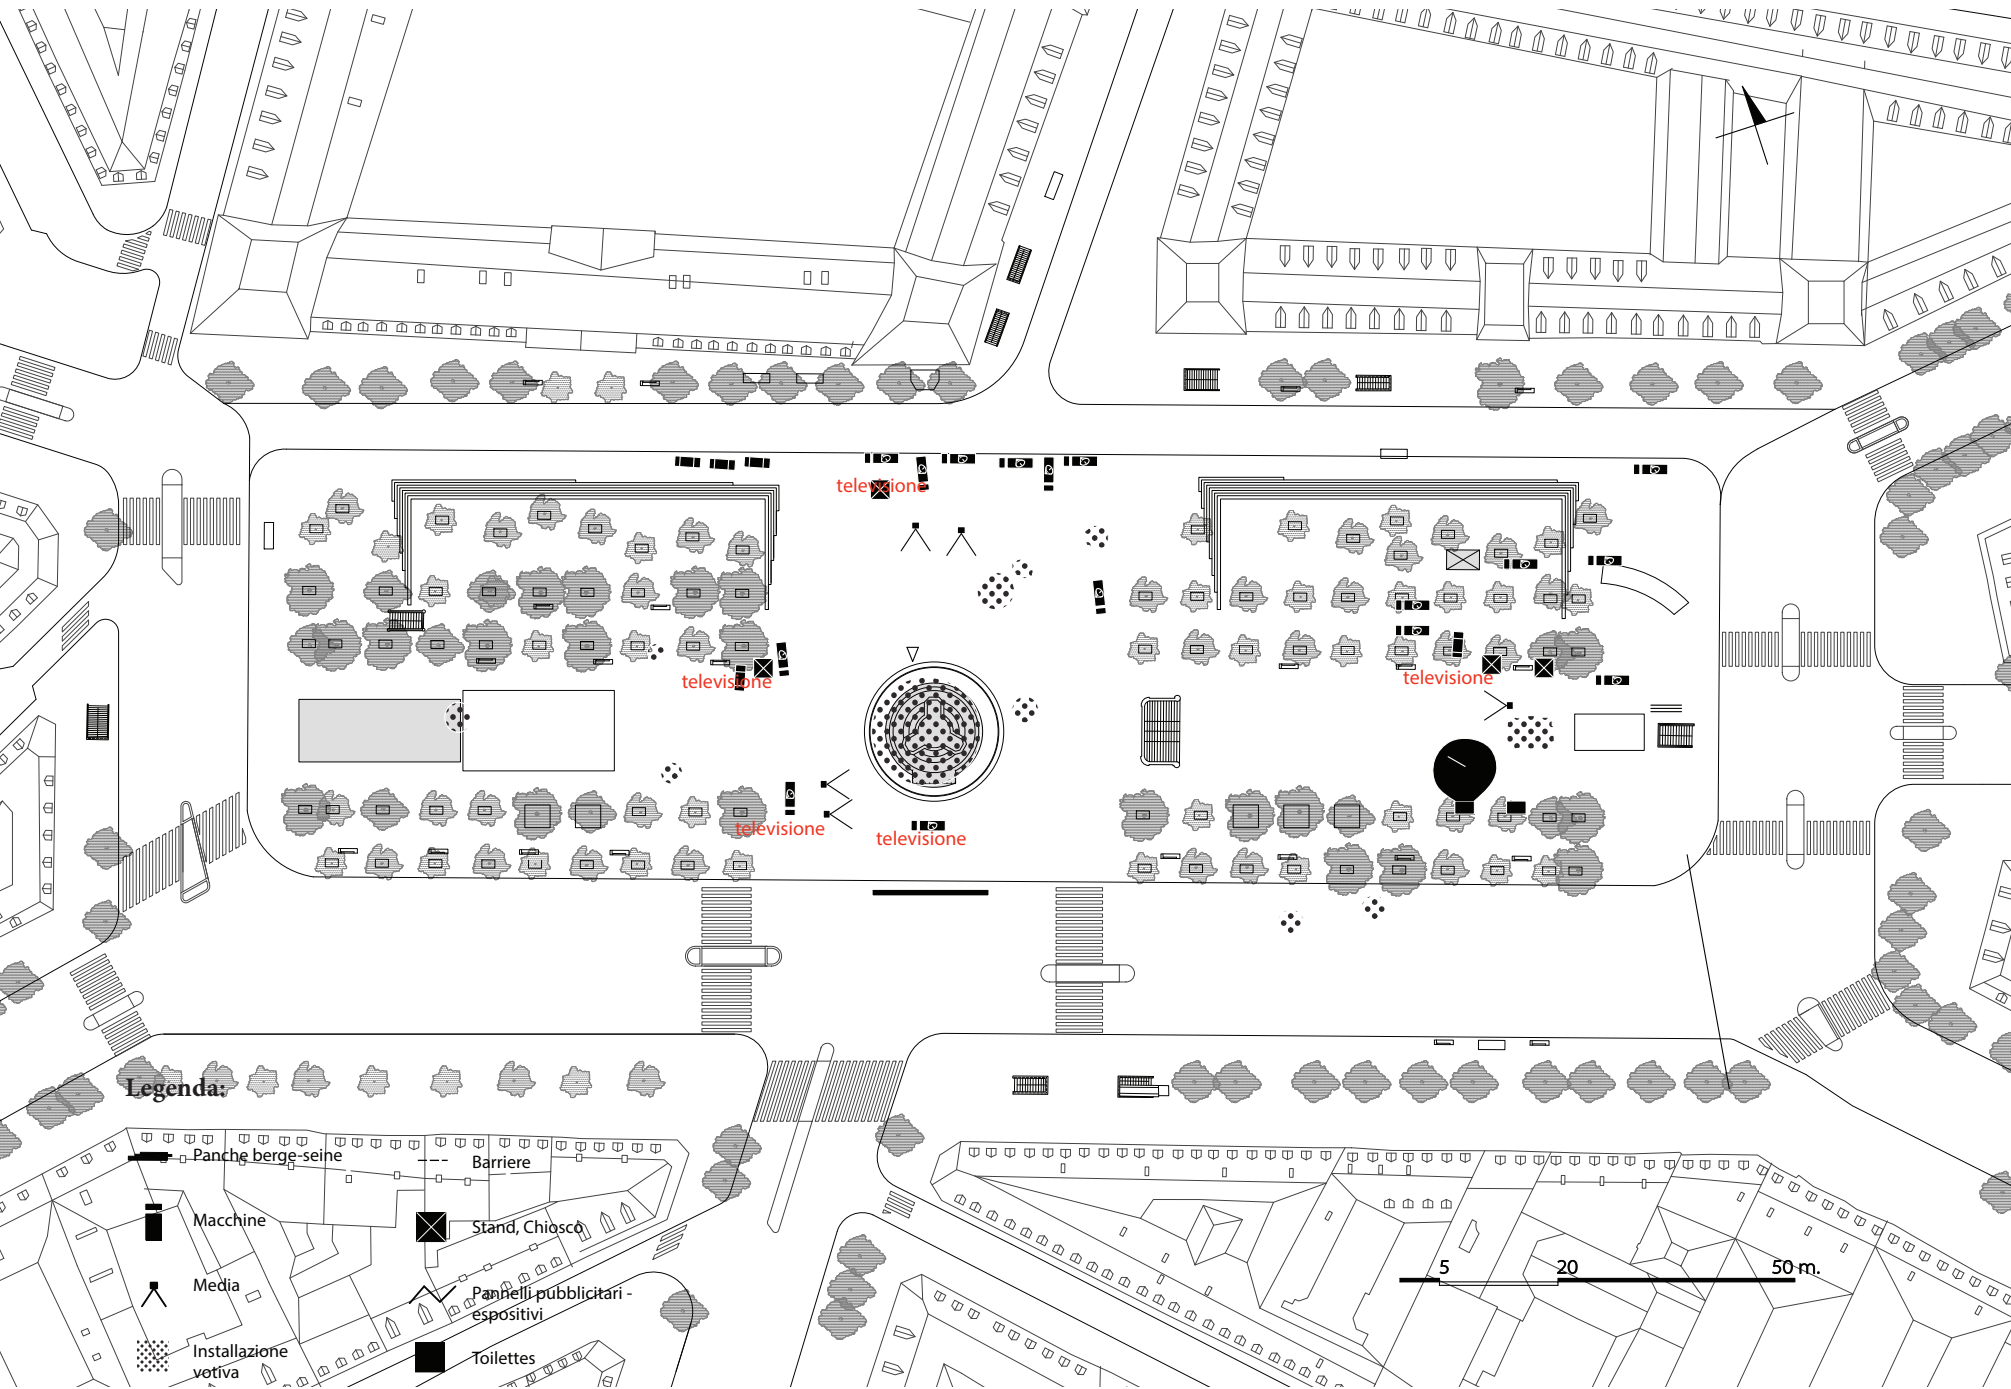 televisione
televisione
televisione
televisione
televisione
Legenda:
Panche berge-seine
Macchine
Media
Installazione
votiva
Barriere
Stand, Chiosco
Pannelli pubblicitari -
espositivi
Toilettes
5 20 50 m.